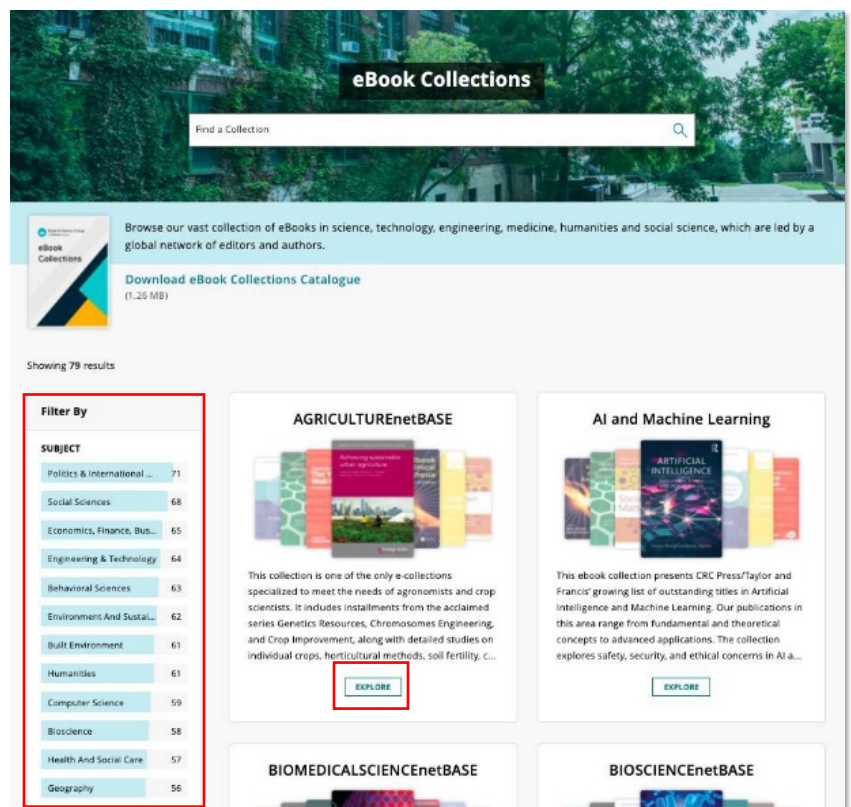 eBook Collections
Find a Collection
eBook
Collections
Browse our vast collection of eBooks in science, technology, engineering, medicine, humanities and social science, which are led by a
global network of editors and authors.
Download eBook Collections Catalogue
(1.26 MB)
Showing 79 results
Filter By
SUBJECT
Politics & International ... 71
Social Sciences 68
Economics, Finance, Bus... 65
Engineering & Technology 64
Behavioral Sciences 63
Environment And Sustai... 62
Built Environment 61
Humanities 61
Computer Science 59
Bioscience 58
Health And Social Care 57
Geography 56
AGRICULTUREnetBASE
Achieving sustainable
urban agriculture
This collection is one of the only e-collections
specialized to meet the needs of agronomists and crop
scientists. It includes installments from the acclaimed
series Genetics Resources, Chromosomes Engineering,
and Crop Improvement, along with detailed studies on
individual crops, horticultural methods, soil fertility, c...
EXPLORE
AI and Machine Learning
ARTIFICIAL
INTELLIGENCE
This ebook collection presents CRC Press/Taylor and
Francis' growing list of outstanding titles in Artificial
Intelligence and Machine Learning. Our publications in
this area range from fundamental and theoretical
concepts to advanced applications. The collection
explores safety, security, and ethical concerns in AI a...
EXPLORE
BIOMEDICALSCIENCEnetBASE
BIOSCIENCEnetBASE